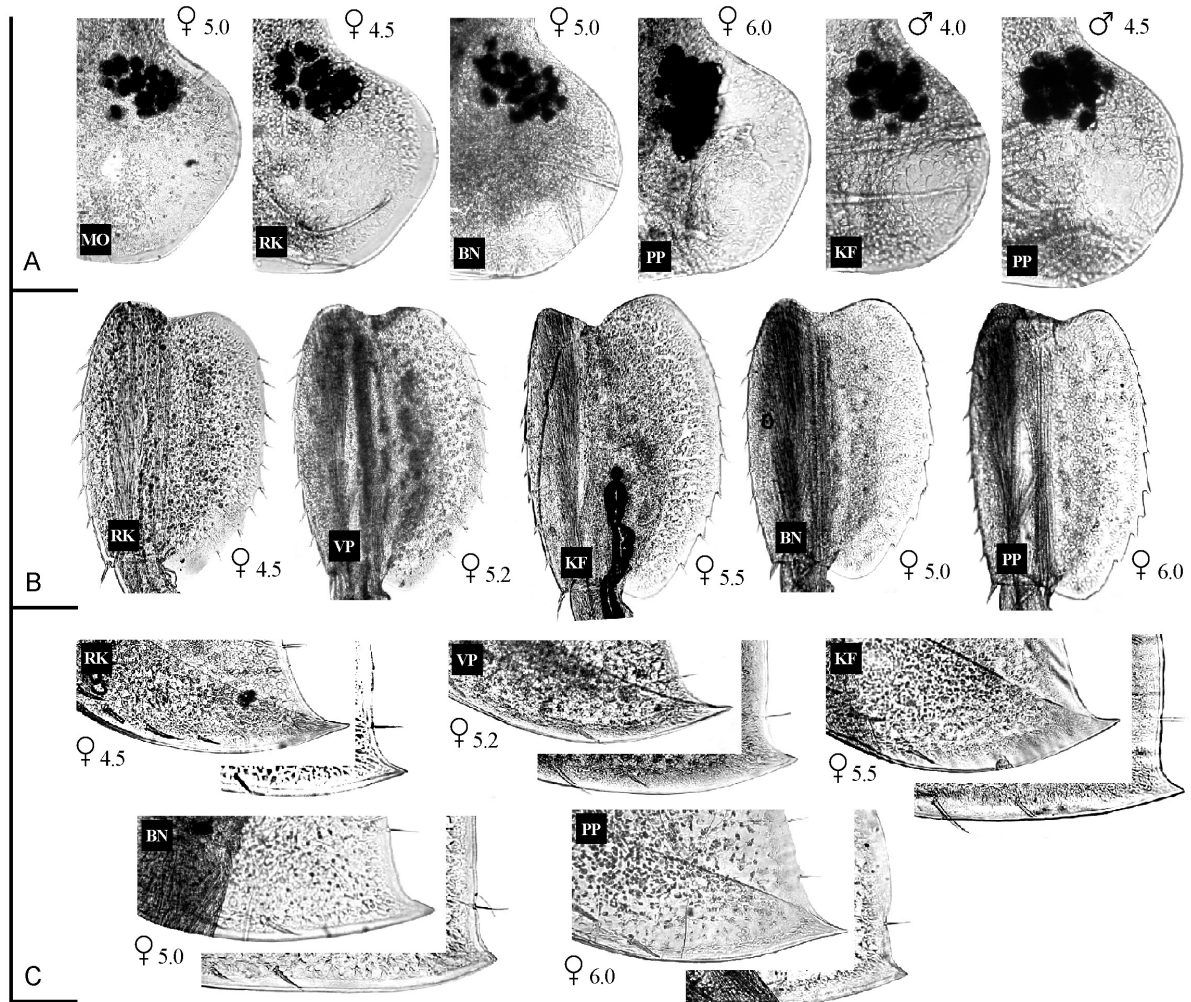 ♀ 5.0 ♀ 4.5 ♀ 5.0 ♀ 6.0 ♂ 4.0 ♂ 4.5
MO RK BN PP KF PP
A
RK VP KF BN PP
♀ 4.5 ♀ 5.2 ♀ 5.5 ♀ 5.0 ♀ 6.0
B
RK VP KF
♀ 4.5 ♀ 5.2 ♀ 5.5
BN PP
♀ 5.0 ♀ 6.0
C